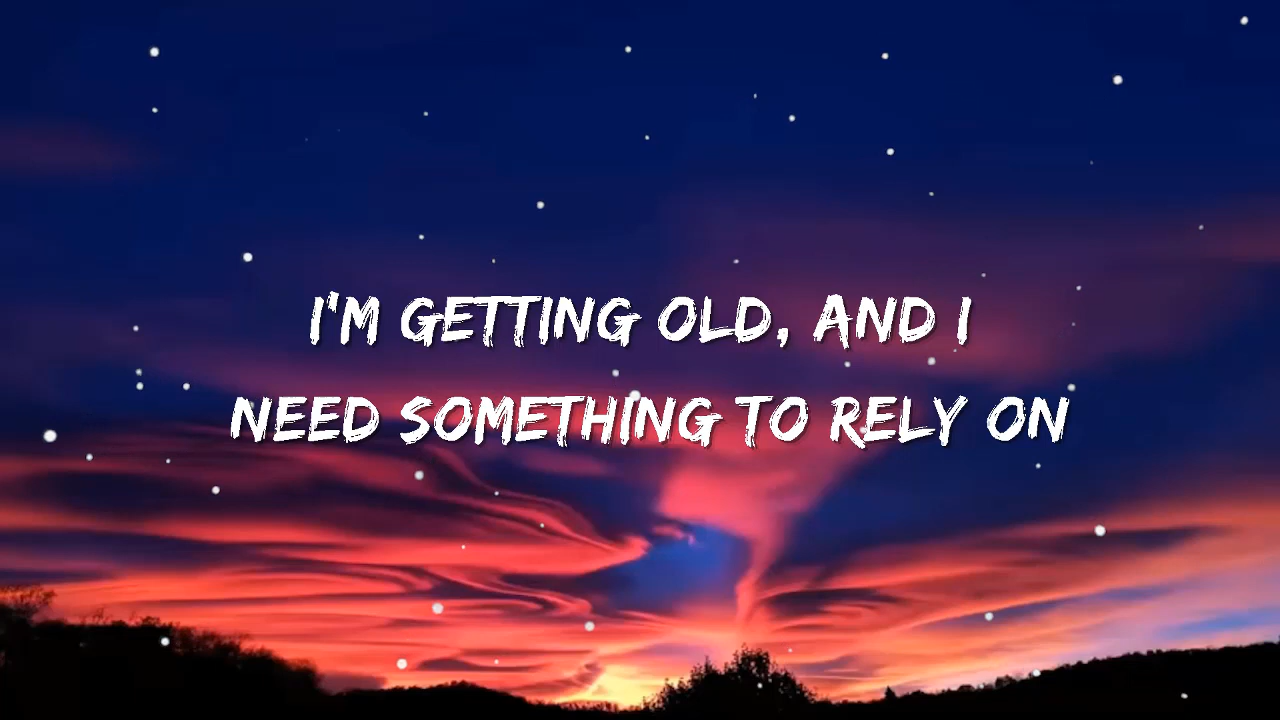 I'M GETTING OLD, AND I
NEED SOMETHING TO RELY ON